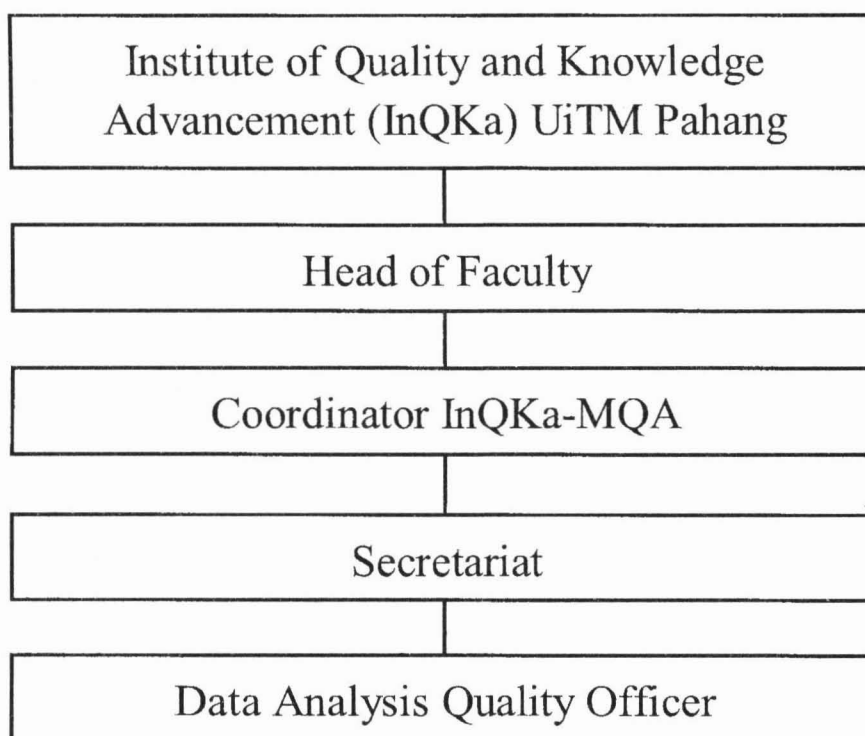 Institute of Quality and Knowledge
Advancement (InQKa) UiTM Pahang
Head of Faculty
Coordinator InQKa-MQA
Secretariat
Data Analysis Quality Officer